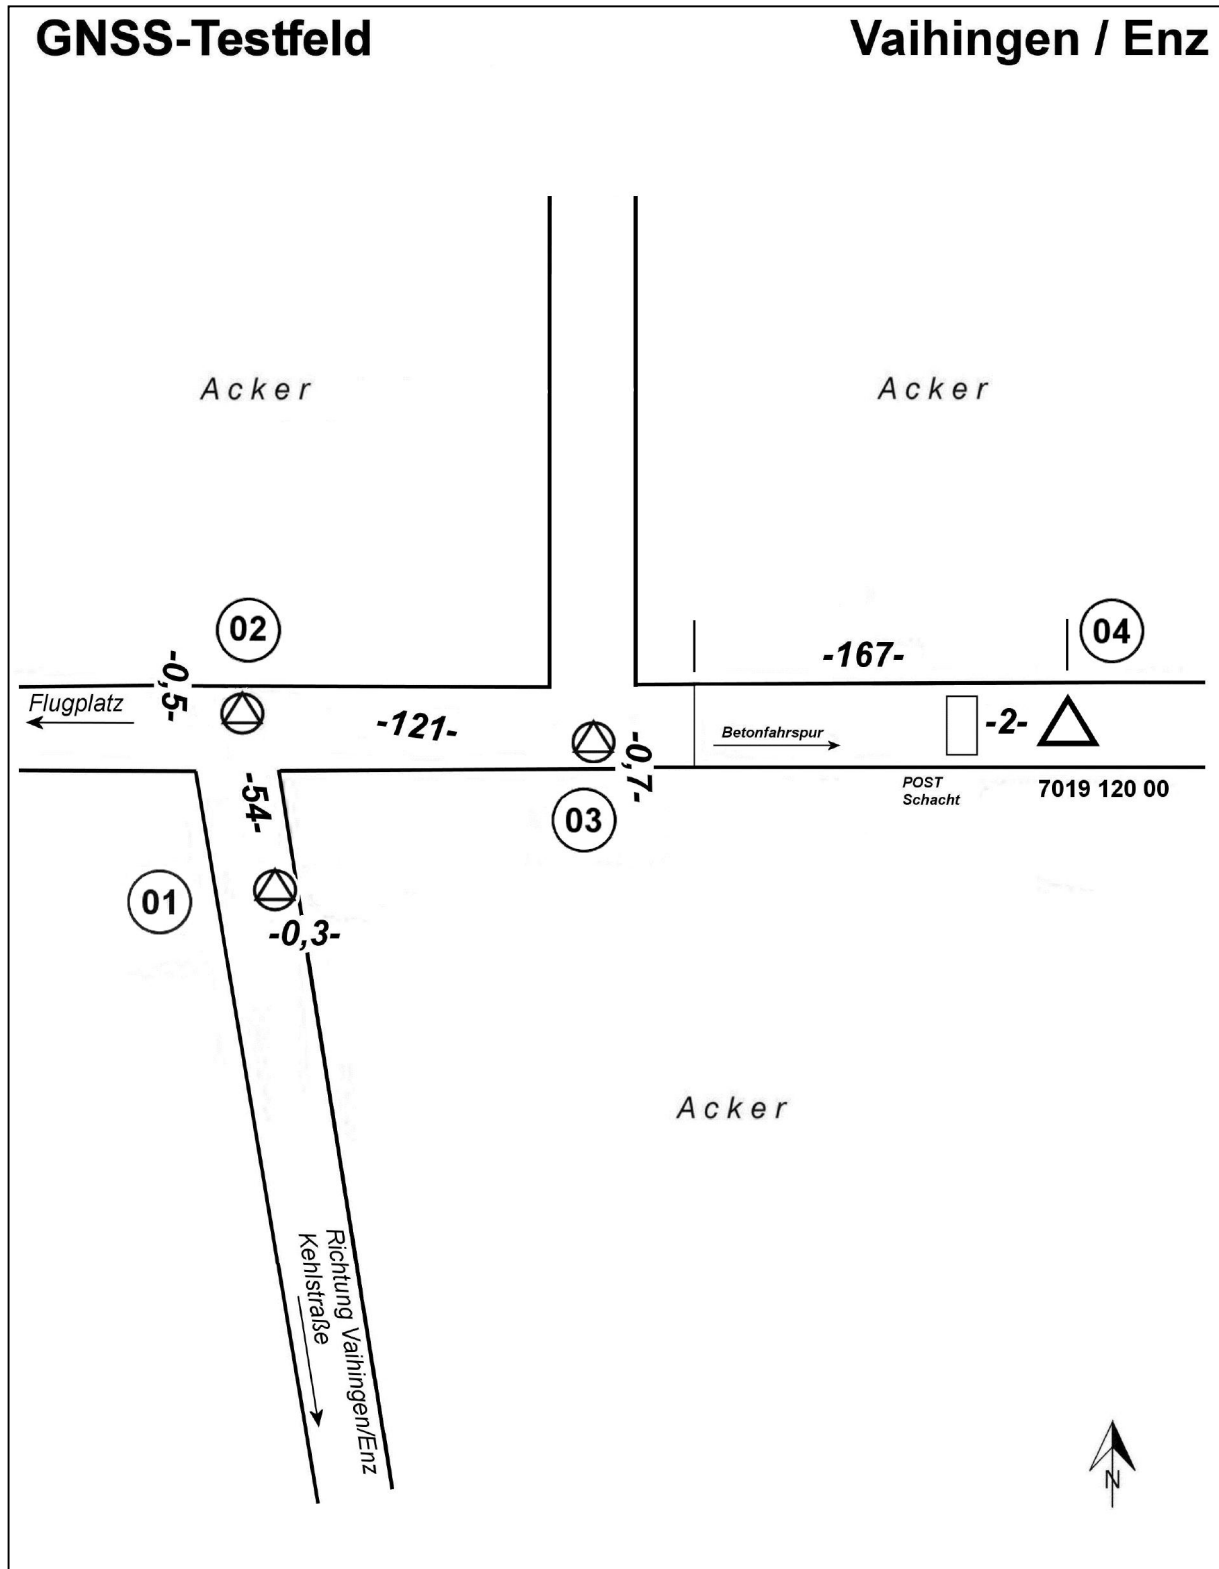 GNSS-Testfeld
Vaihingen / Enz
Acker
Acker
02
04
-0,5-
-167-
Flugplatz
-121-
-0,7-
Betonfahrspur
-2-
POST
Schacht
7019 120 00
-54-
03
01
-0,3-
Acker
Richtung Vaihingen/Enz
Kehlstraße
N